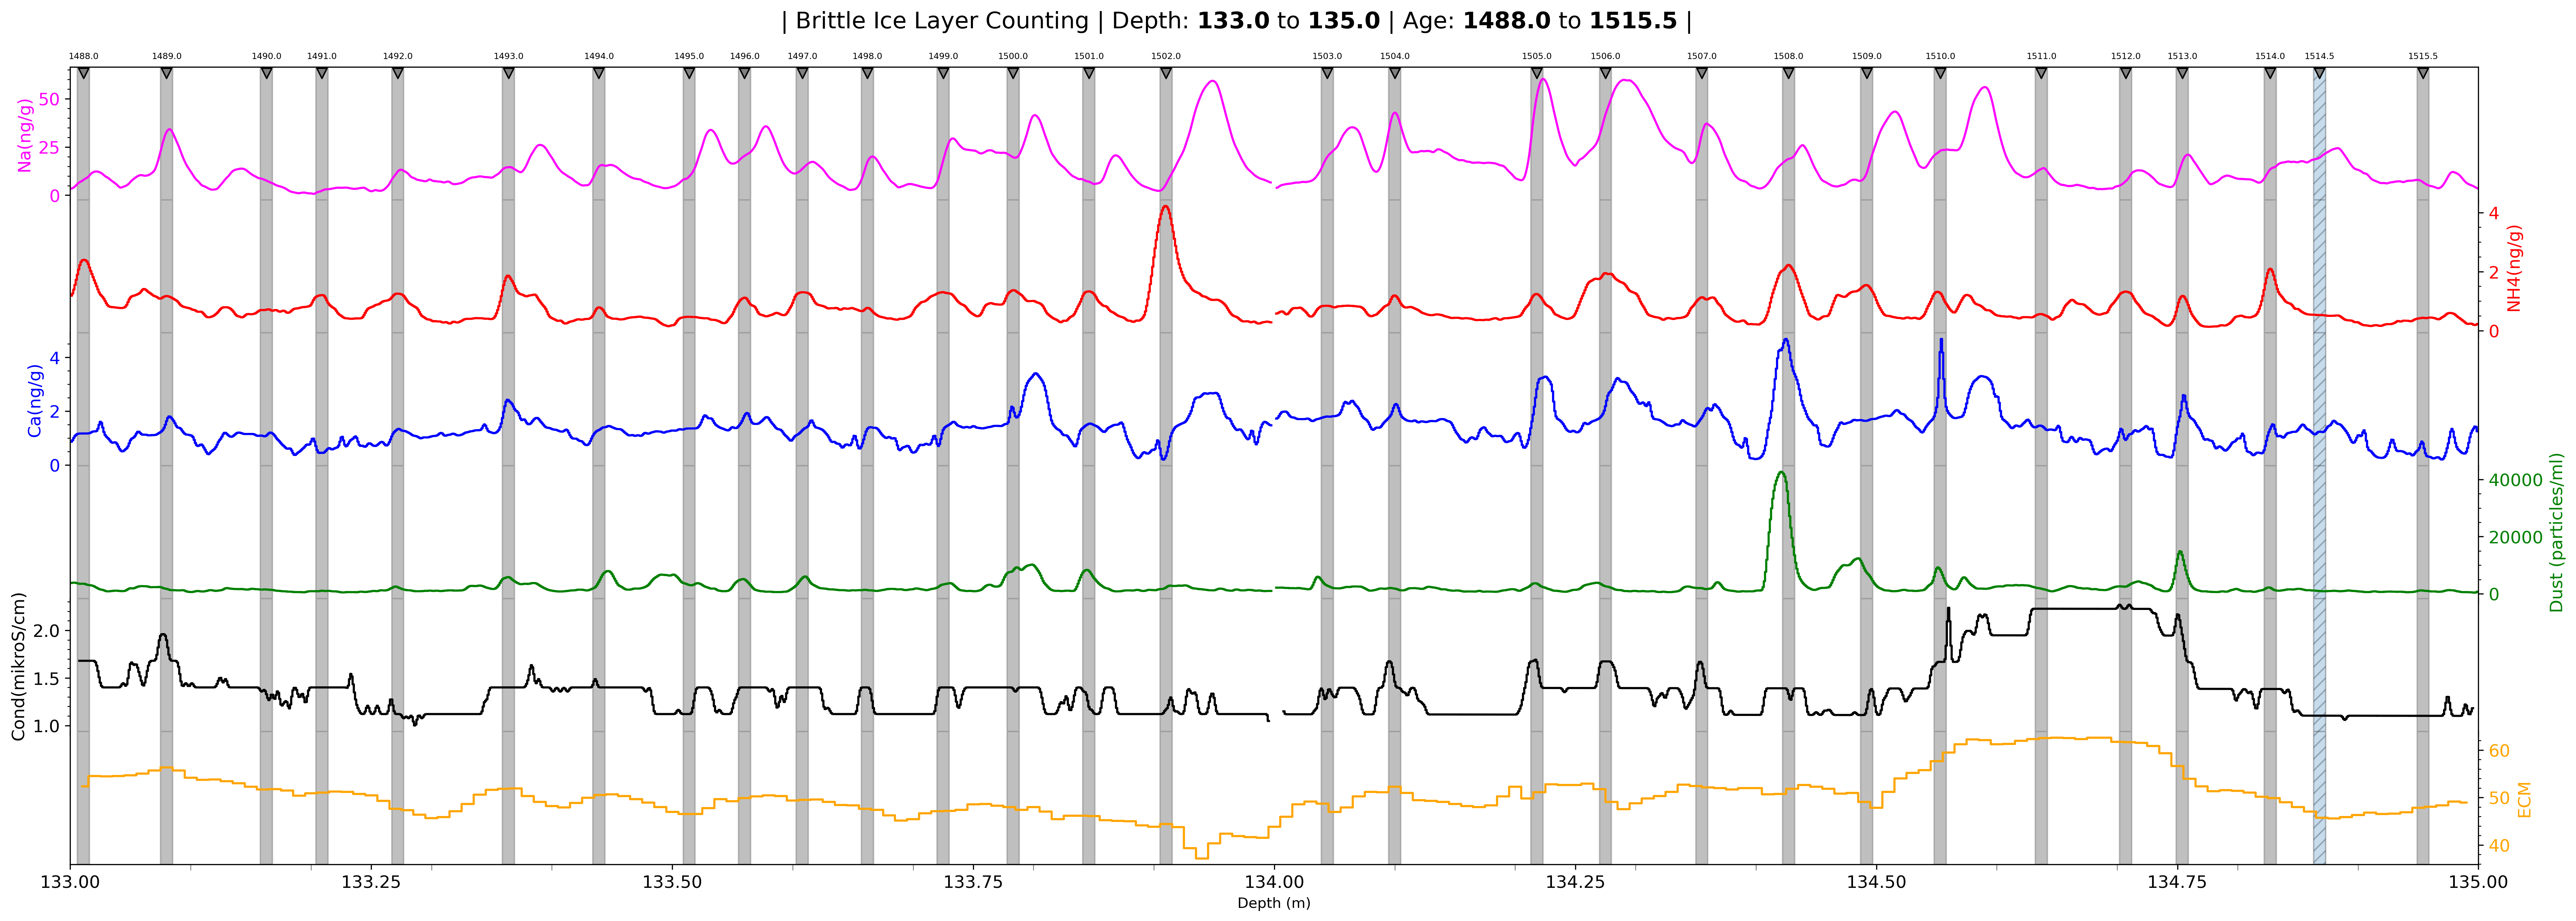 | Brittle Ice Layer Counting | Depth: 133.0 to 135.0 | Age: 1488.0 to 1515.5 |
1488.0 1489.0 1490.0 1491.0 1492.0 1493.0 1494.0 1495.0 1496.0 1497.0 1498.0 1499.0 1500.0 1501.0 1502.0 1503.0 1504.0 1505.0 1506.0 1507.0 1508.0 1509.0 1510.0 1511.0 1512.0 1513.0 1514.0 1514.5 1515.5
Na(ng/g)
50
25
0
NH4(ng/g)
4
2
0
Ca(ng/g)
4
2
0
Dust (particles/ml)
40000
20000
0
Cond(mikroS/cm)
2.0
1.5
1.0
ECM
60
50
40
133.00 133.25 133.50 133.75 134.00 134.25 134.50 134.75 135.00
Depth (m)